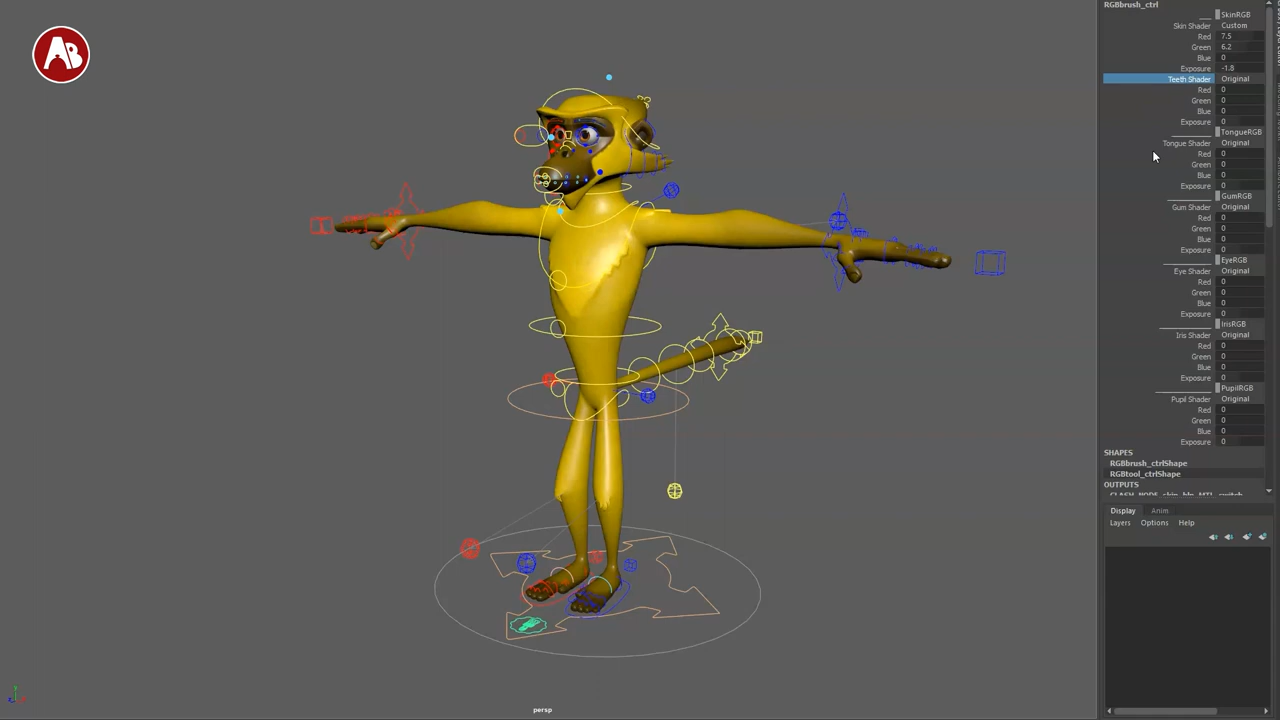 AB
RGBbrush_ctrl
SkinRGB
Skin Shader Custom
Red 7.5
Green 6.2
Blue 0
Exposure -1.8
Teeth Shader Original
Red 0
Green 0
Blue 0
Exposure 0
TongueRGB
Tongue Shader Original
Red 0
Green 0
Blue 0
Exposure 0
GumRGB
Gum Shader Original
Red 0
Green 0
Blue 0
Exposure 0
EyeRGB
Eye Shader Original
Red 0
Green 0
Blue 0
Exposure 0
IrisRGB
Iris Shader Original
Red 0
Green 0
Blue 0
Exposure 0
PupilRGB
Pupil Shader Original
Red 0
Green 0
Blue 0
Exposure 0
SHAPES
RGBbrush_ctrlShape
RGBtool_ctrlShape
OUTPUTS
Display Anim
Layers Options Help
persp